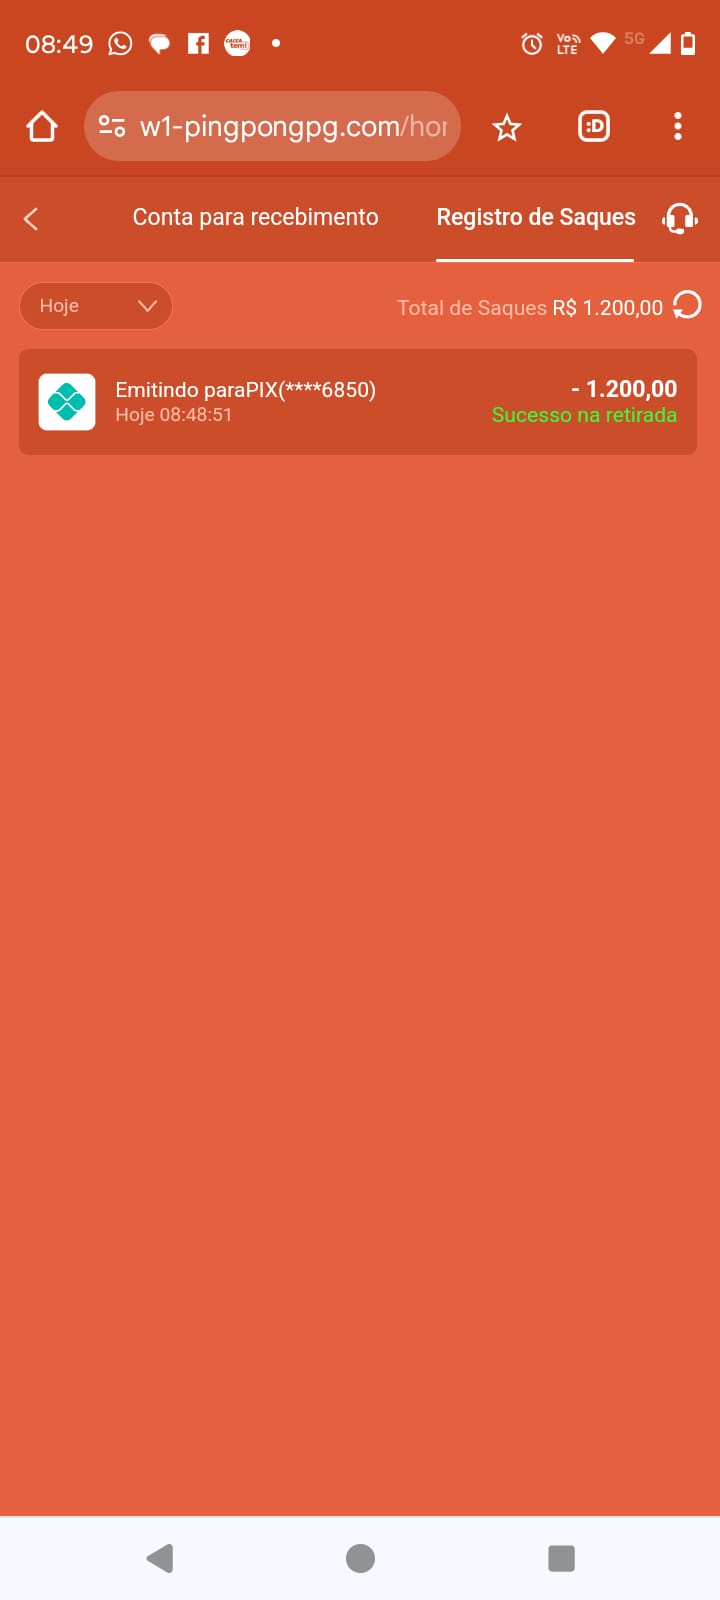 08:49
Vo
LTE
5G
w1-pingpongpg.com/hor
:D
Conta para recebimento
Registro de Saques
Hoje
Total de Saques R$ 1.200,00
Emitindo paraPIX(****6850)
- 1.200,00
Hoje 08:48:51
Sucesso na retirada